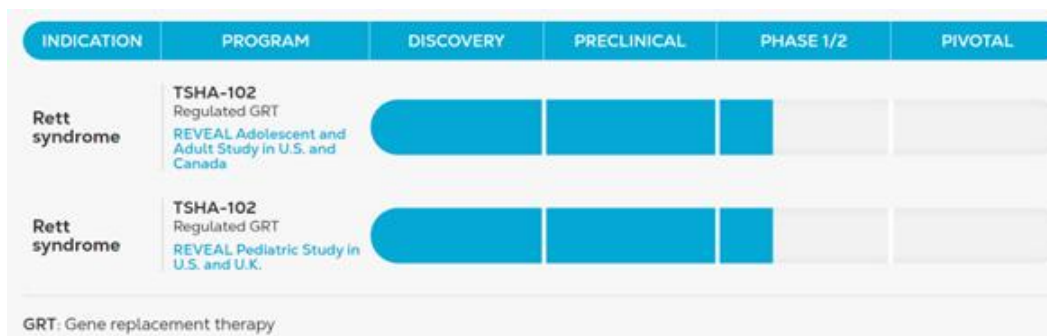 INDICATION PROGRAM DISCOVERY PRECLINICAL PHASE 1/2 PIVOTAL
Rett
syndrome
TSHA-102
Regulated GRT
REVEAL Adolescent and
Adult Study in U.S. and
Canada
Rett
syndrome
TSHA-102
Regulated GRT
REVEAL Pediatric Study in
U.S. and U.K.
GRT: Gene replacement therapy